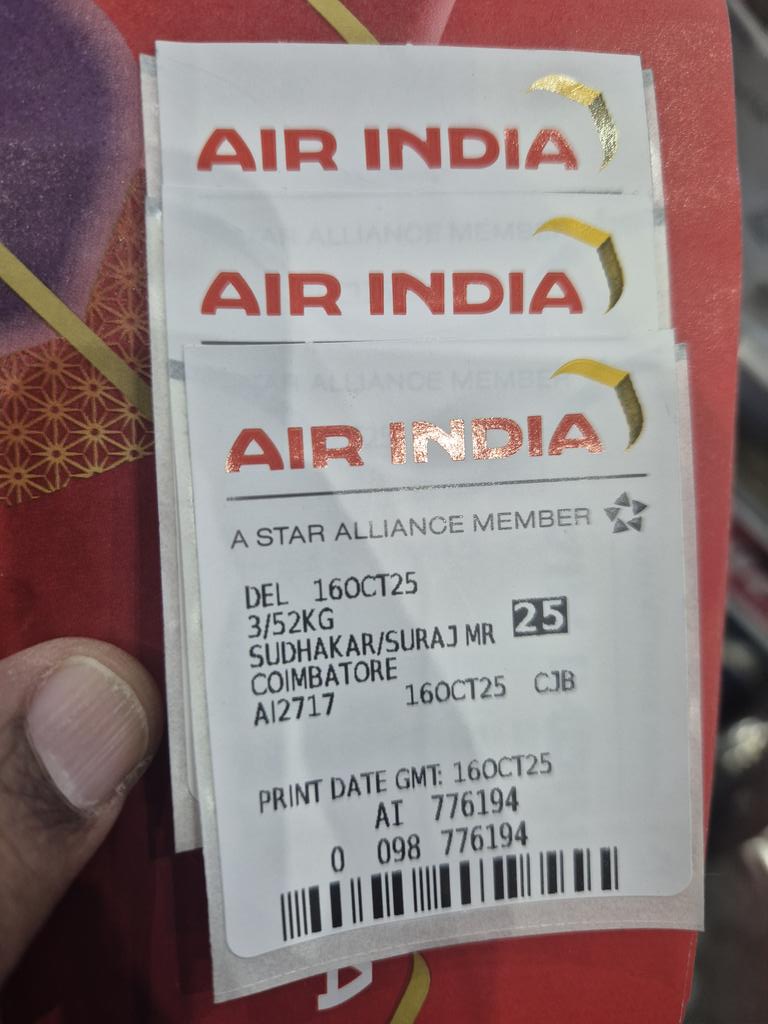 AIR INDIA
AIR INDIA
AIR INDIA
A STAR ALLIANCE MEMBER
DEL 16OCT25
3/52KG 25
SUDHAKAR/SURAJ MR
COIMBATORE
AI2717 16OCT25 CJB
PRINT DATE GMT: 16OCT25
AI 776194
0 098 776194